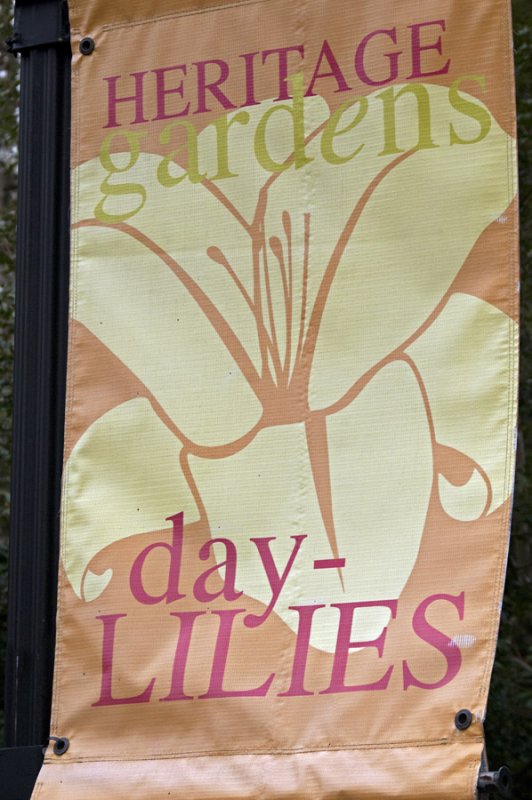 HERITAGE
gardens
day-
LILIES